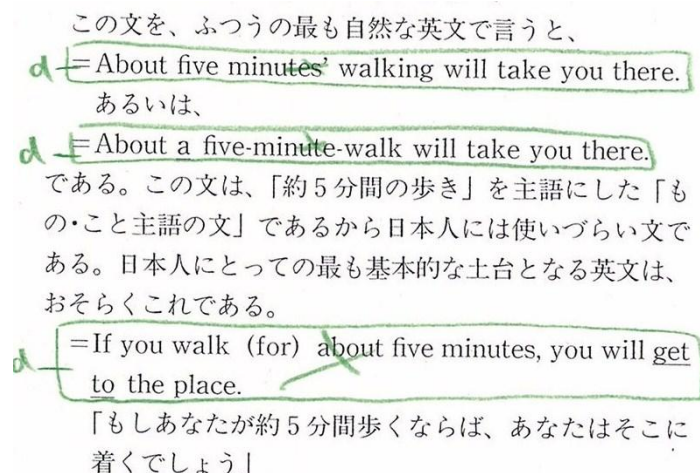 この文を、ふつうの最も自然な英文で言うと、
d =About five minutes' walking will take you there.
あるいは、
d =About a five-minute-walk will take you there.
である。この文は、「約5分間の歩き」を主語にした「も
の・こと主語の文」であるから日本人には使いづらい文で
ある。日本人にとっての最も基本的な土台となる英文は、
おそらくこれである。
d =If you walk (for) about five minutes, you will get
to the place.
「もしあなたが約5分間歩くならば、あなたはそこに
着くでしょう」